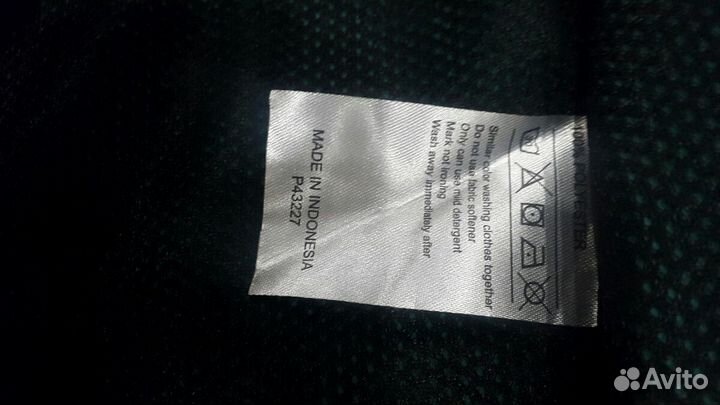 100% POLYESTER
Similar color washing clothes together
Do not use fabric softener
Only can use mild detergent
Mark not ironing
Wash away immediately after
MADE IN INDONESIA
P43227
Avito